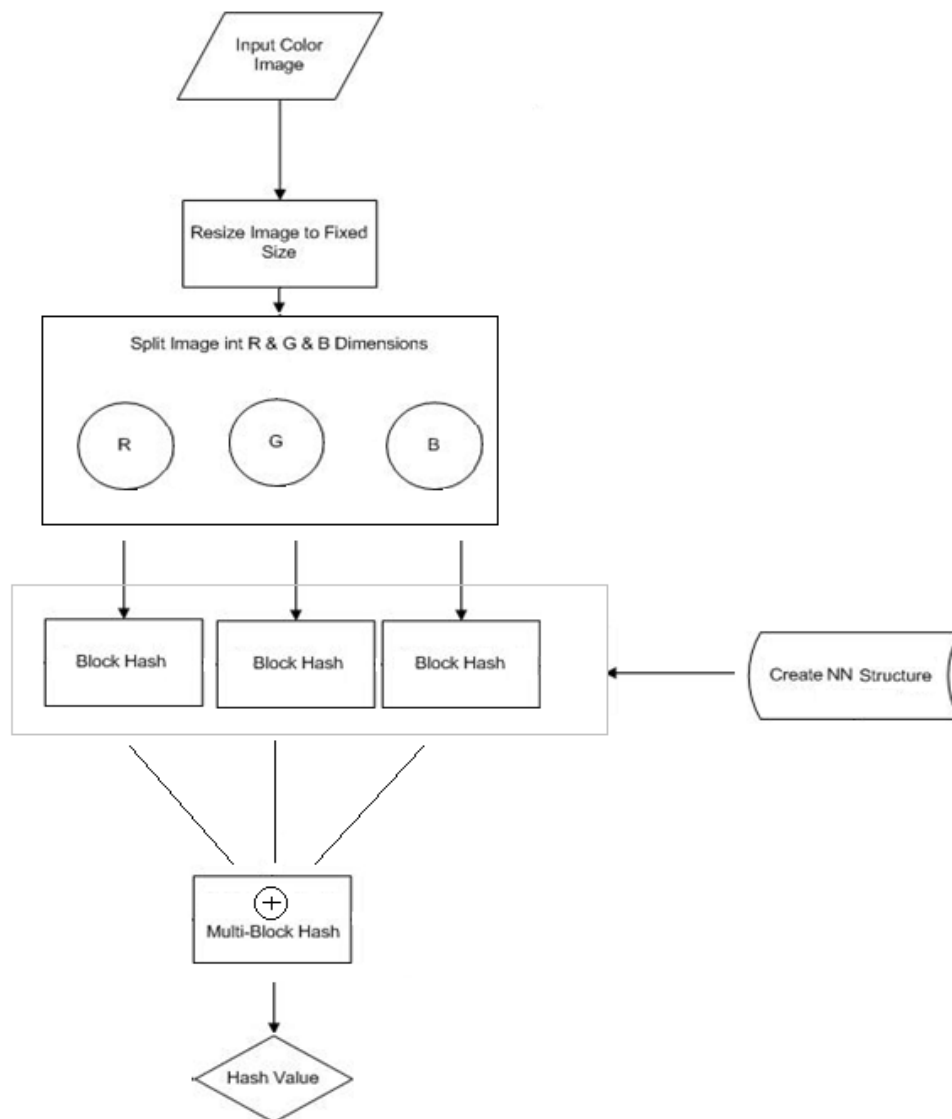 Input Color
Image
Resize Image to Fixed
Size
Split Image int R & G & B Dimensions
R
G
B
Block Hash
Block Hash
Block Hash
Create NN Structure
Multi-Block Hash
Hash Value